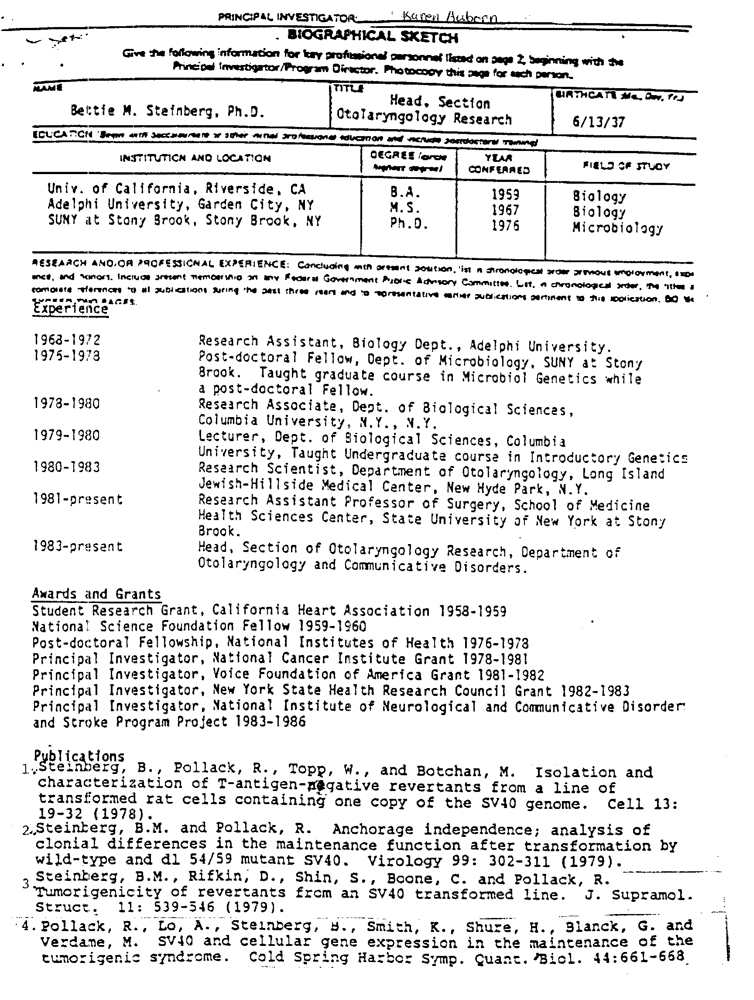 PRINCIPAL INVESTIGATOR: Karen Auborn
BIOGRAPHICAL SKETCH
Give the following information for key professional personnel listed on page 2, beginning with the
Principal Investigator/Program Director. Photocopy this page for each person.
NAME
TITLE
BIRTHDATE (Mo., Day, Yr.)
Bettie M. Steinberg, Ph.D.
Head, Section
Otolaryngology Research
6/13/37
EDUCATION (Begin with baccalaureate or other initial professional education and include postdoctoral training)
INSTITUTION AND LOCATION
DEGREE (circle highest degree)
YEAR CONFERRED
FIELD OF STUDY
Univ. of California, Riverside, CA B.A. 1959 Biology
Adelphi University, Garden City, NY M.S. 1967 Biology
SUNY at Stony Brook, Stony Brook, NY Ph.D. 1976 Microbiology
RESEARCH AND/OR PROFESSIONAL EXPERIENCE: Concluding with present position, list in chronological order previous employment, expe
ence, and honors. Include present membership on any Federal Government Public Advisory Committee. List, in chronological order, the titles a
complete references to all publications during the past three years and to representative earlier publications pertinent to this application. DO
EXCEED TWO PAGES.
Experience
1968-1972 Research Assistant, Biology Dept., Adelphi University.
1975-1978 Post-doctoral Fellow, Dept. of Microbiology, SUNY at Stony
Brook. Taught graduate course in Microbiol Genetics while
a post-doctoral Fellow.
1978-1980 Research Associate, Dept. of Biological Sciences,
Columbia University, N.Y., N.Y.
1979-1980 Lecturer, Dept. of Biological Sciences, Columbia
University, Taught Undergraduate course in Introductory Genetics
1980-1983 Research Scientist, Department of Otolaryngology, Long Island
Jewish-Hillside Medical Center, New Hyde Park, N.Y.
1981-present Research Assistant Professor of Surgery, School of Medicine
Health Sciences Center, State University of New York at Stony
Brook.
1983-present Head, Section of Otolaryngology Research, Department of
Otolaryngology and Communicative Disorders.
Awards and Grants
Student Research Grant, California Heart Association 1958-1959
National Science Foundation Fellow 1959-1960
Post-doctoral Fellowship, National Institutes of Health 1976-1978
Principal Investigator, National Cancer Institute Grant 1978-1981
Principal Investigator, Voice Foundation of America Grant 1981-1982
Principal Investigator, New York State Health Research Council Grant 1982-1983
Principal Investigator, National Institute of Neurological and Communicative Disorder
and Stroke Program Project 1983-1986
Publications
1. Steinberg, B., Pollack, R., Topp, W., and Botchan, M. Isolation and
characterization of T-antigen-negative revertants from a line of
transformed rat cells containing one copy of the SV40 genome. Cell 13:
19-32 (1978).
2. Steinberg, B.M. and Pollack, R. Anchorage independence; analysis of
clonial differences in the maintenance function after transformation by
wild-type and dl 54/59 mutant SV40. Virology 99: 302-311 (1979).
3 Steinberg, B.M., Rifkin, D., Shin, S., Boone, C. and Pollack, R.
Tumorigenicity of revertants from an SV40 transformed line. J. Supramol.
Struct. 11: 539-546 (1979).
4. Pollack, R., Lo, A., Steinberg, B., Smith, K., Shure, H., Blanck, G. and
Verdame, M. SV40 and cellular gene expression in the maintenance of the
tumorigenic syndrome. Cold Spring Harbor Symp. Quant. Biol. 44:661-668